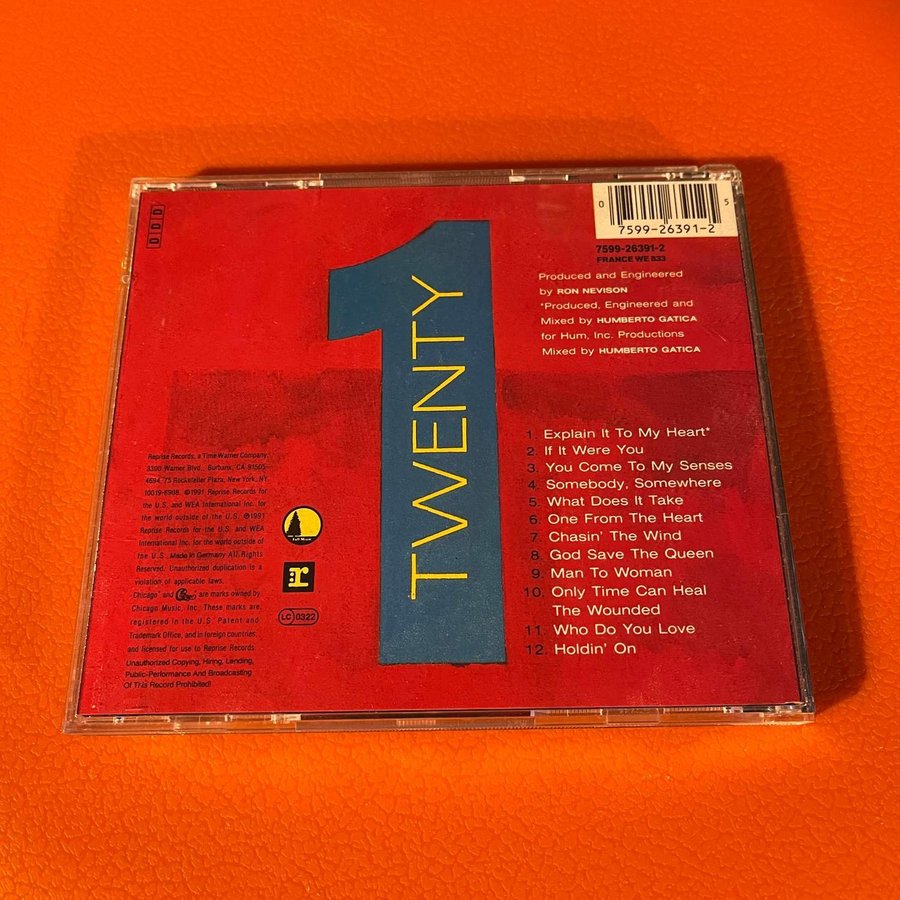 DDD
0
5
7599-26391-2
7599-26391-2
FRANCE WE 833
Produced and Engineered
by RON NEVISON
*Produced, Engineered and
Mixed by HUMBERTO GATICA
for Hum, Inc. Productions
Mixed by HUMBERTO GATICA
1
TWENTY
1. Explain It To My Heart*
2. If It Were You
3. You Come To My Senses
4. Somebody, Somewhere
5. What Does It Take
6. One From The Heart
7. Chasin' The Wind
8. God Save The Queen
9. Man To Woman
10. Only Time Can Heal
The Wounded
11. Who Do You Love
12. Holdin' On
Reprise Records, a Time Warner Company,
3300 Warner Blvd., Burbank, CA 91505-
4694, 75 Rockefeller Plaza, New York, NY
10019-6908. ©1991 Reprise Records for
the U.S. and WEA International Inc. for
the world outside of the U.S. ℗1991
Reprise Records for the U.S. and WEA
International Inc. for the world outside of
the U.S. Made in Germany All Rights
Reserved. Unauthorized duplication is a
violation of applicable laws.
Chicago® and Chicago are marks owned by
Chicago Music, Inc. These marks are
registered in the U.S. Patent and
Trademark Office, and in foreign countries,
and licensed for use to Reprise Records.
Unauthorized Copying, Hiring, Lending,
Public-Performance And Broadcasting
Of This Record Prohibited!
Full Moon
:r
LC 0322